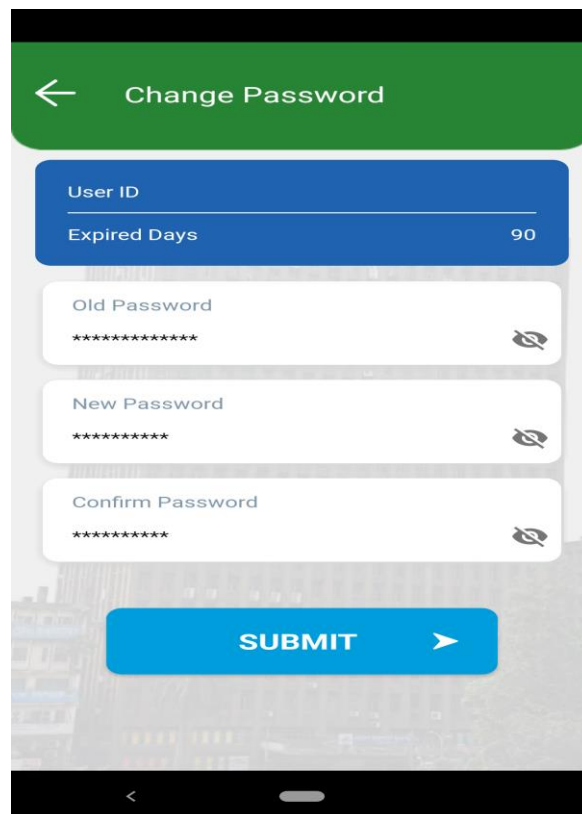 Change Password
User ID
Expired Days 90
Old Password
*************
New Password
**********
Confirm Password
**********
SUBMIT